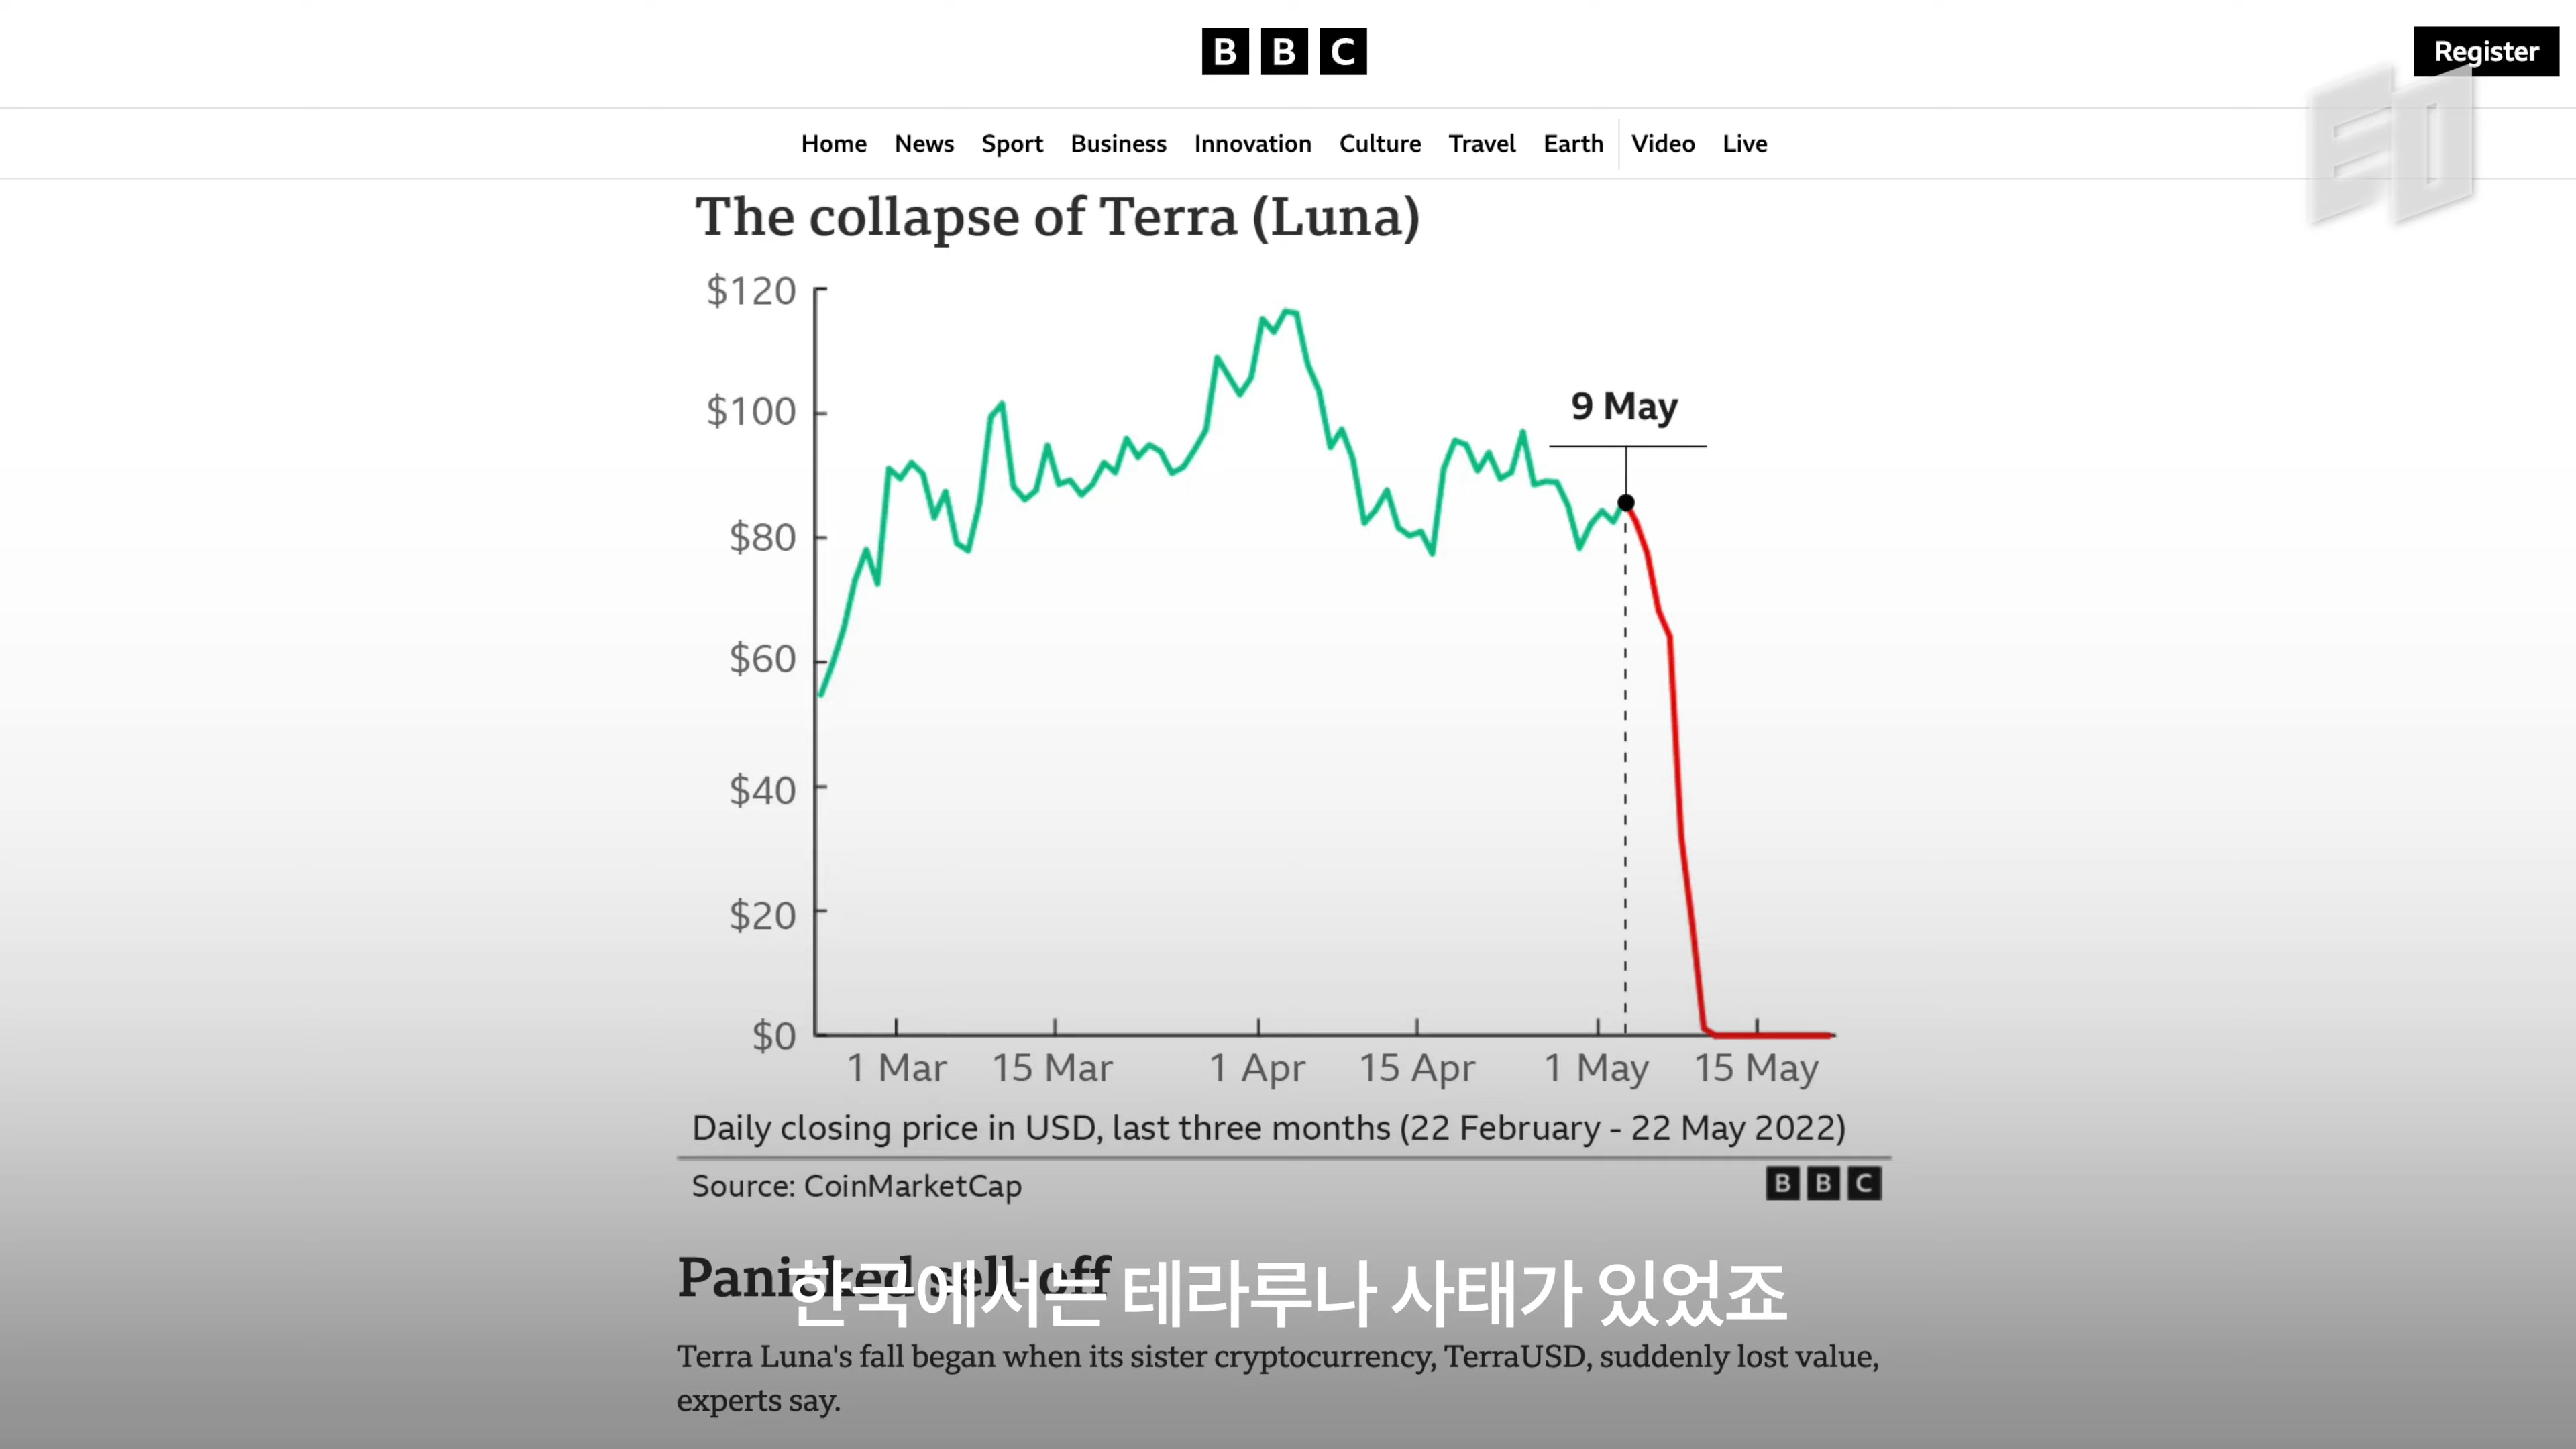 BBC
Register
EO
Home News Sport Business Innovation Culture Travel Earth Video Live
The collapse of Terra (Luna)
$120
$100
9 May
$80
$60
$40
$20
$0
1 Mar 15 Mar 1 Apr 15 Apr 1 May 15 May
Daily closing price in USD, last three months (22 February - 22 May 2022)
Source: CoinMarketCap
BBC
Panicked sell-off
한국에서는 테라루나 사태가 있었죠
Terra Luna's fall began when its sister cryptocurrency, TerraUSD, suddenly lost value,
experts say.